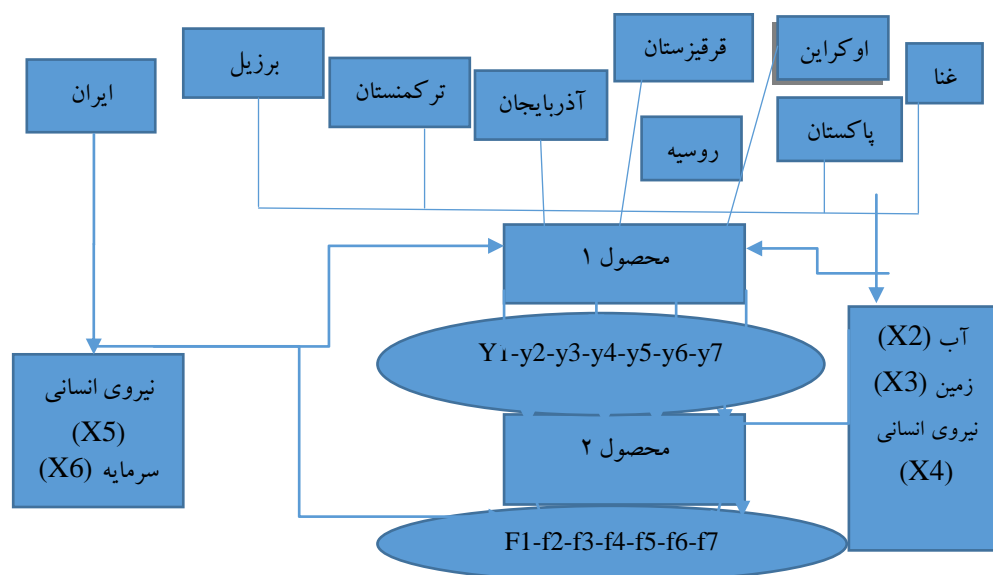 ایران
برزیل
ترکمنستان
آذربایجان
قرقیزستان
روسیه
اوکراین
پاکستان
غنا
محصول ۱
Y1-y2-y3-y4-y5-y6-y7
محصول ۲
F1-f2-f3-f4-f5-f6-f7
آب (X2)
زمین (X3)
نیروی انسانی
(X4)
نیروی انسانی
(X5)
سرمایه (X6)